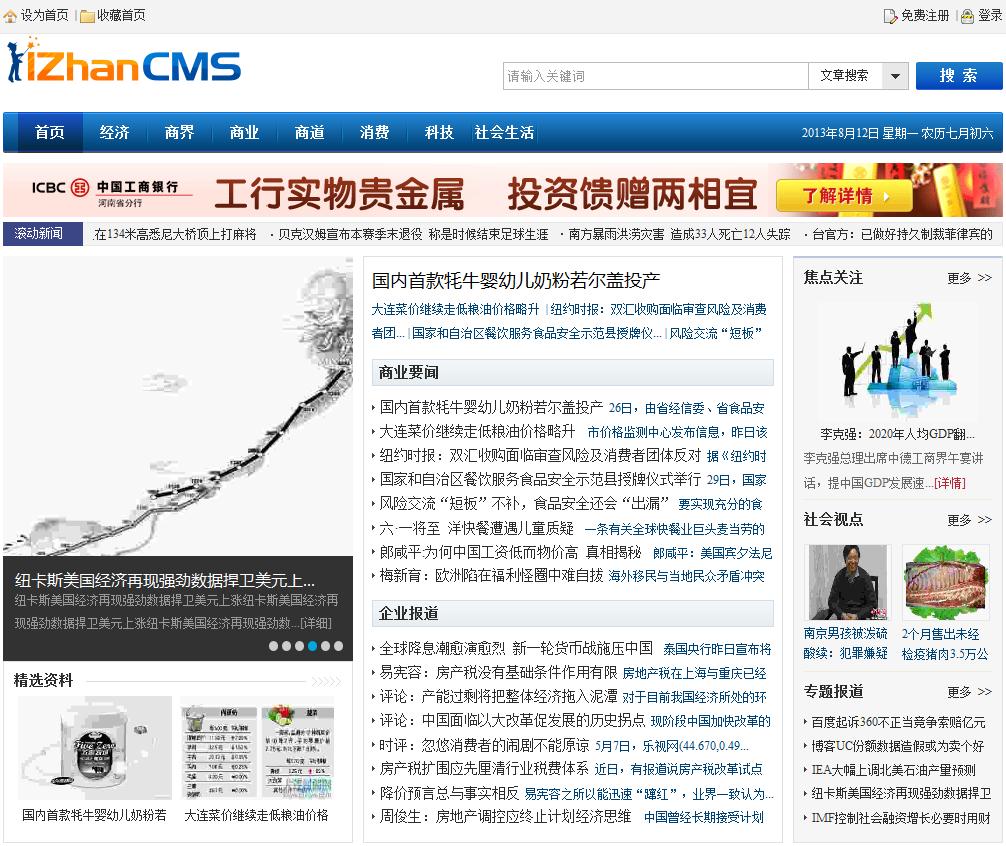 设为首页 | 收藏首页
免费注册 | 登录
iZhanCMS
请输入关键词 文章搜索 搜 索
首页 经济 商界 商业 商道 消费 科技 社会生活
2013年8月12日 星期一 农历七月初六
ICBC 中国工商银行
河南省分行
工行实物贵金属 投资馈赠两相宜
了解详情
滚动新闻 在134米高悉尼大桥顶上打麻将 · 贝克汉姆宣布本赛季末退役 称是时候结束足球生涯 · 南方暴雨洪涝灾害 造成33人死亡12人失踪 · 台官方：已做好持久制裁菲律宾的
纽卡斯美国经济再现强劲数据捍卫美元上...
纽卡斯美国经济再现强劲数据捍卫美元上涨纽卡斯美国经济再
现强劲数据捍卫美元上涨纽卡斯美国经济再现强劲数...[详细]
精选资料
国内首款牦牛婴幼儿奶粉若
大连菜价继续走低粮油价格
国内首款牦牛婴幼儿奶粉若尔盖投产
大连菜价继续走低粮油价格略升 | 纽约时报：双汇收购面临审查风险及消费
者团... | 国家和自治区餐饮服务食品安全示范县授牌仪... | 风险交流“短板”
商业要闻
国内首款牦牛婴幼儿奶粉若尔盖投产 26日，由省经信委、省食品安
大连菜价继续走低粮油价格略升 市价格监测中心发布信息，昨日该
纽约时报：双汇收购面临审查风险及消费者团体反对 据《纽约时
国家和自治区餐饮服务食品安全示范县授牌仪式举行 29日，国家
风险交流“短板”不补，食品安全还会“出漏” 要实现充分的食
六·一将至 洋快餐遭遇儿童质疑 一条有关全球快餐业巨头麦当劳的
郎咸平:为何中国工资低而物价高 真相揭秘 郎咸平：美国宾夕法尼
梅新育：欧洲陷在福利怪圈中难自拔 海外移民与当地民众矛盾冲突
企业报道
全球降息潮愈演愈烈 新一轮货币战施压中国 泰国央行昨日宣布将
易宪容：房产税没有基础条件作用有限 房地产税在上海与重庆已经
评论：产能过剩将把整体经济拖入泥潭 对于目前我国经济所处的环
评论：中国面临以大改革促发展的历史拐点 现阶段中国加快改革的
时评：忽悠消费者的闹剧不能原谅 5月7日，乐视网(44.670,0.49...
房产税扩围应先厘清行业税费体系 近日，有报道说房产税改革试点
降价预言总与事实相反 易宪容之所以能迅速“蹿红”，业界一致认为...
周俊生：房地产调控应终止计划经济思维 中国曾经长期接受计划
焦点关注 更多 >>
李克强：2020年人均GDP翻...
李克强总理出席中德工商界午宴讲
话，提中国GDP发展速...[详情]
社会视点 更多 >>
南京男孩被泼硫
酸续：犯罪嫌疑
2个月售出未经
检疫猪肉3.5万公
专题报道 更多 >>
百度起诉360不正当竞争索赔亿元
博客UC份额数据造假或为卖个好
IEA大幅上调北美石油产量预测
纽卡斯美国经济再现强劲数据捍卫
IMF控制社会融资增长必要时用财